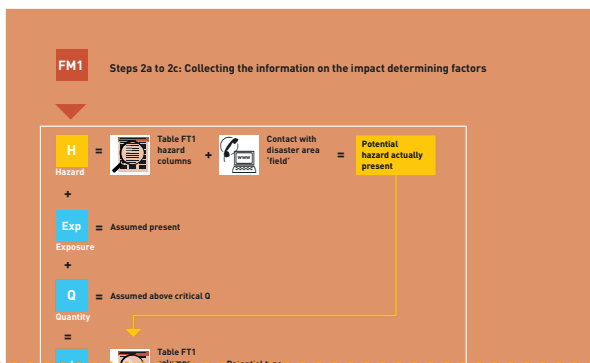 FM1
Steps 2a to 2c: Collecting the information on the impact determining factors
H
=
Table FT1
hazard
columns
+
www
Contact with
disaster area
'field'
=
Potential
hazard actually
present
Hazard
+
Exp
=
Assumed present
Exposure
+
Q
=
Assumed above critical Q
Quantity
=
Table FT1